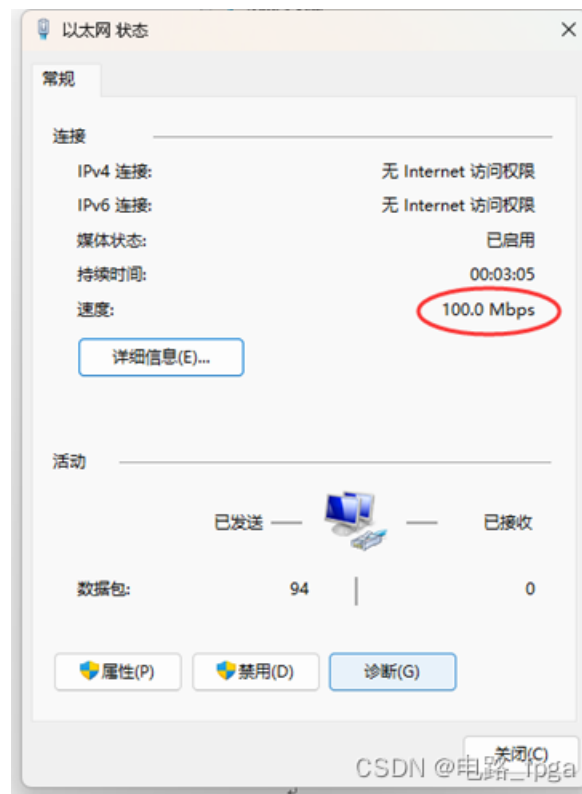 以太网 状态
常规
连接
IPv4 连接: 无 Internet 访问权限
IPv6 连接: 无 Internet 访问权限
媒体状态: 已启用
持续时间: 00:03:05
速度: 100.0 Mbps
详细信息(E)...
活动
已发送 — — 已接收
数据包: 94 | 0
属性(P) 禁用(D) 诊断(G)
关闭(C)
CSDN @电路_fpga